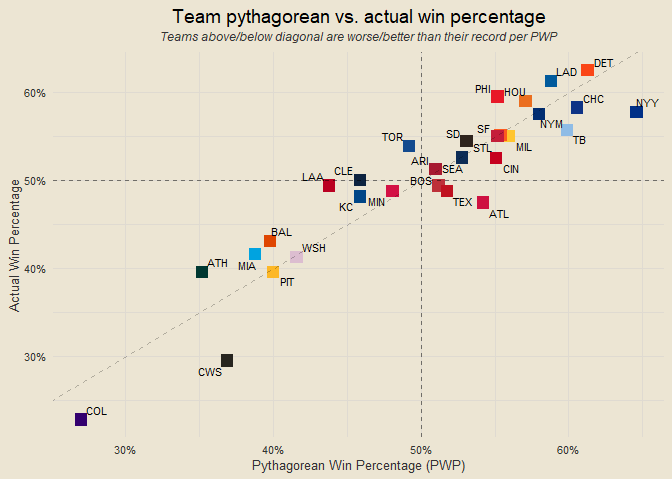 Team pythagorean vs. actual win percentage
Teams above/below diagonal are worse/better than their record per PWP
Actual Win Percentage
60%
50%
40%
30%
DET
LAD
PHI
HOU
CHC
NYY
NYM
TB
TOR
SD
SF
STL
MIL
ARI
SEA
CIN
LAA
CLE
BOS
KC
MIN
TEX
ATL
BAL
WSH
ATH
MIA
PIT
CWS
COL
30%
40%
50%
60%
Pythagorean Win Percentage (PWP)